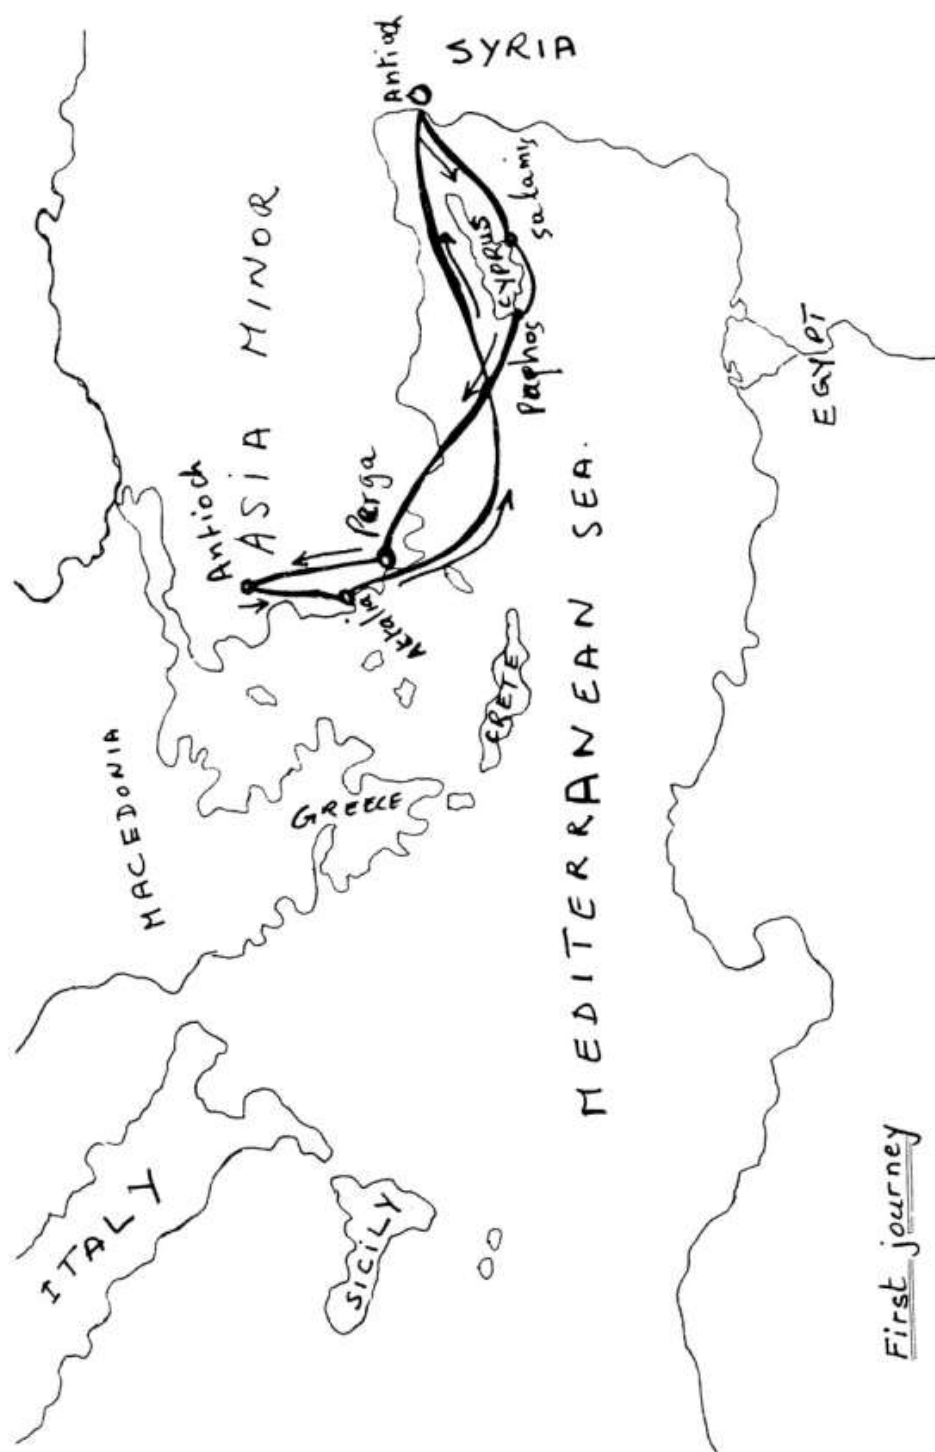 ITALY
MACEDONIA
Antioch
ASIA MINOR
GREECE
SICILY
Attalia
Perga
Antioch
SYRIA
CRETE
CYPRUS
Salamis
Paphos
MEDITERRANEAN SEA.
EGYPT
First journey